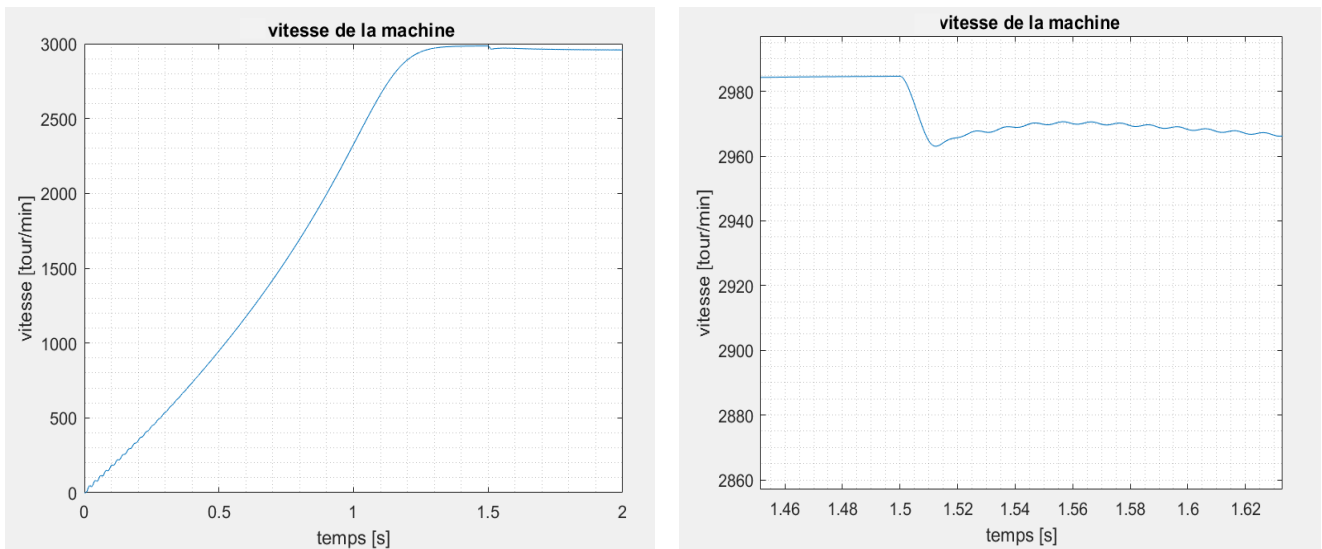 vitesse de la machine
3000
2500
2000
1500
1000
500
0
vitesse [tour/min]
0 0.5 1 1.5 2
temps [s]
vitesse de la machine
2980
2960
2940
2920
2900
2880
2860
vitesse [tour/min]
1.46 1.48 1.5 1.52 1.54 1.56 1.58 1.6 1.62
temps [s]